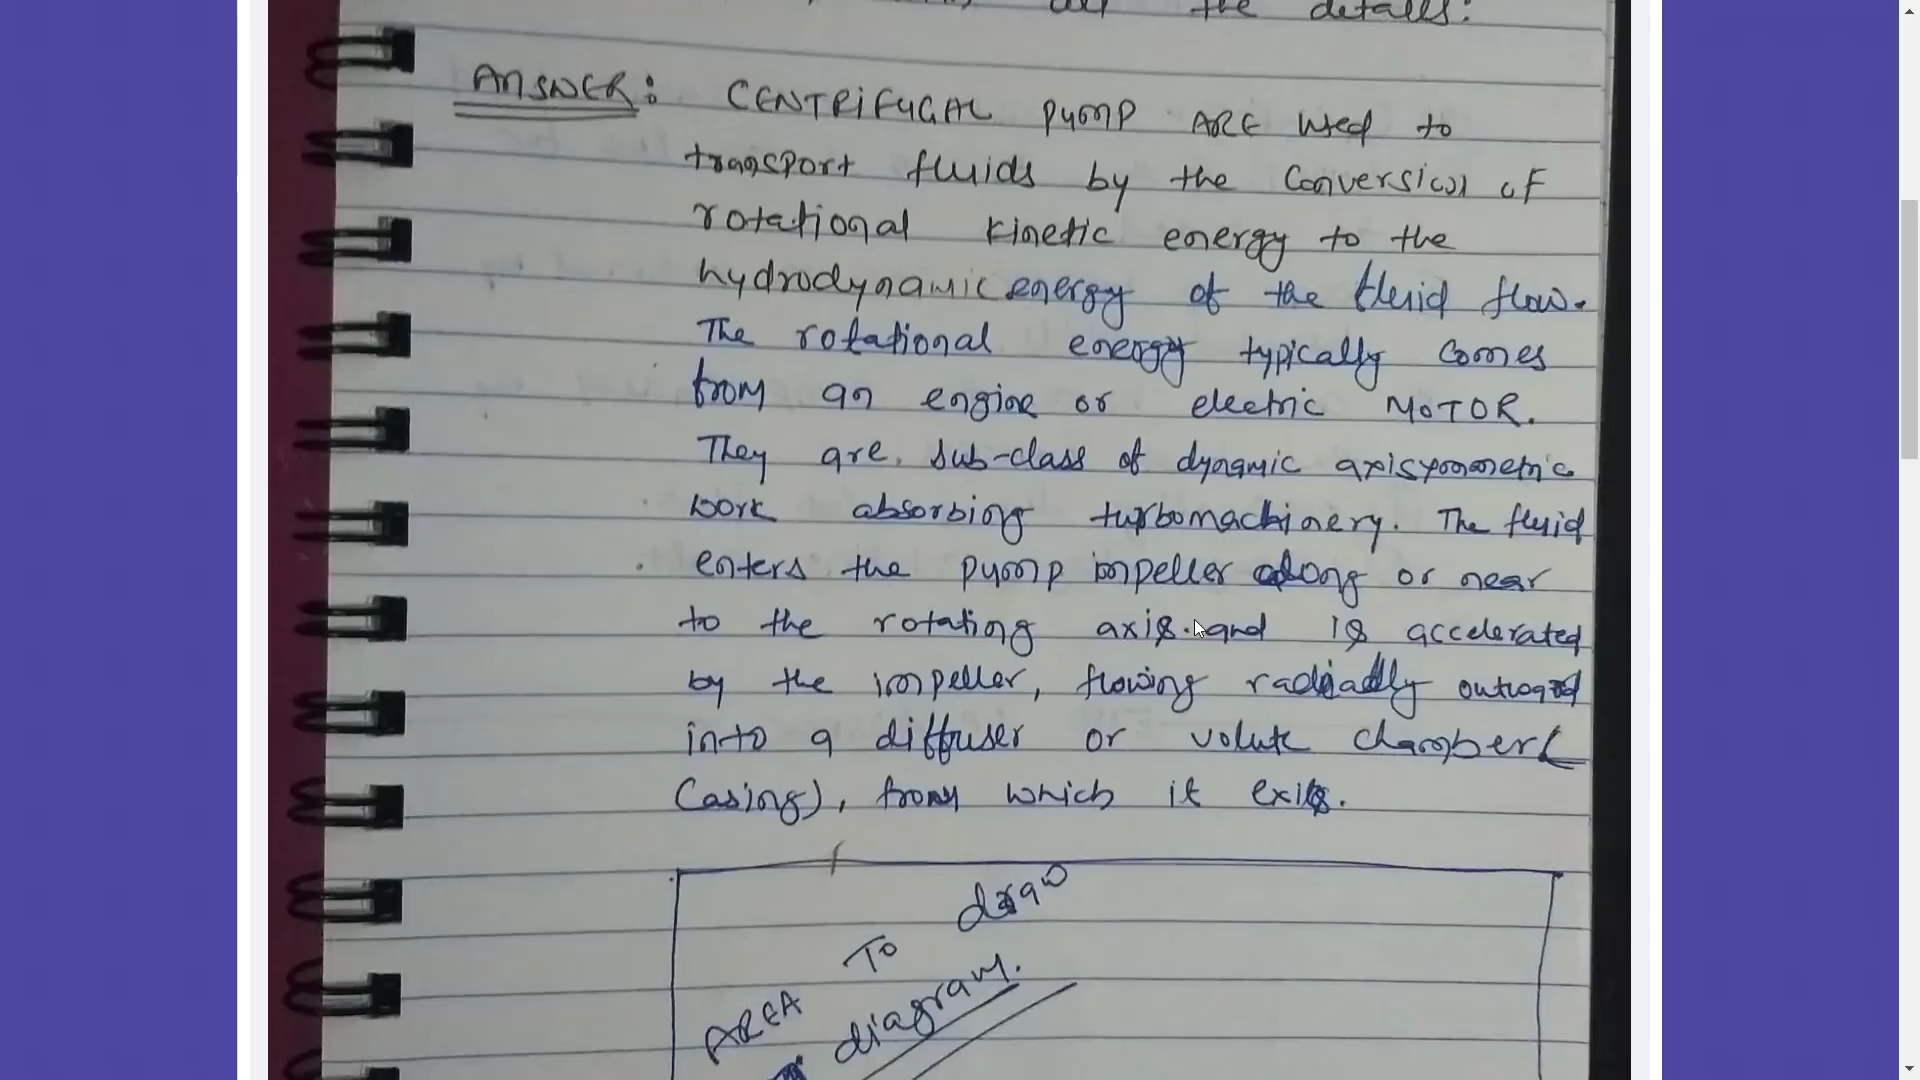 all the details:
ANSWER: CENTRIFUGAL PUMP ARE used to
transport fluids by the conversion of
rotational kinetic energy to the
hydrodynamic energy of the fluid flow.
The rotational energy typically comes
from an engine or electric MOTOR.
They are sub-class of dynamic axisymmetric
work absorbing turbomachinery. The fluid
enters the pump impeller along or near
to the rotating axis and is accelerated
by the impeller, flowing radially outward
into a diffuser or volute chamber (
Casing), from which it exits.
AREA TO draw
diagram.